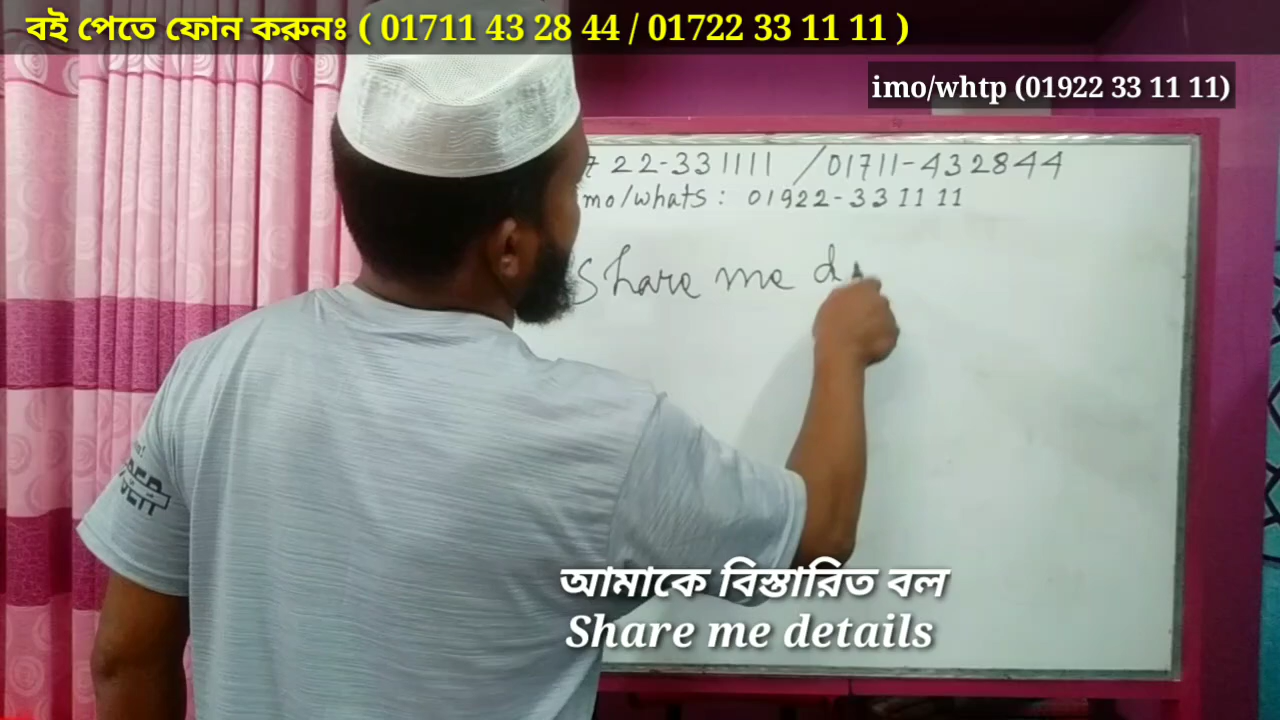 বই পেতে ফোন করুনঃ ( 01711 43 28 44 / 01722 33 11 11 )
imo/whtp (01922 33 11 11)
722-331111 /01711-432844
mo/whats : 01922-331111
Share me d
আমাকে বিস্তারিত বল
Share me details